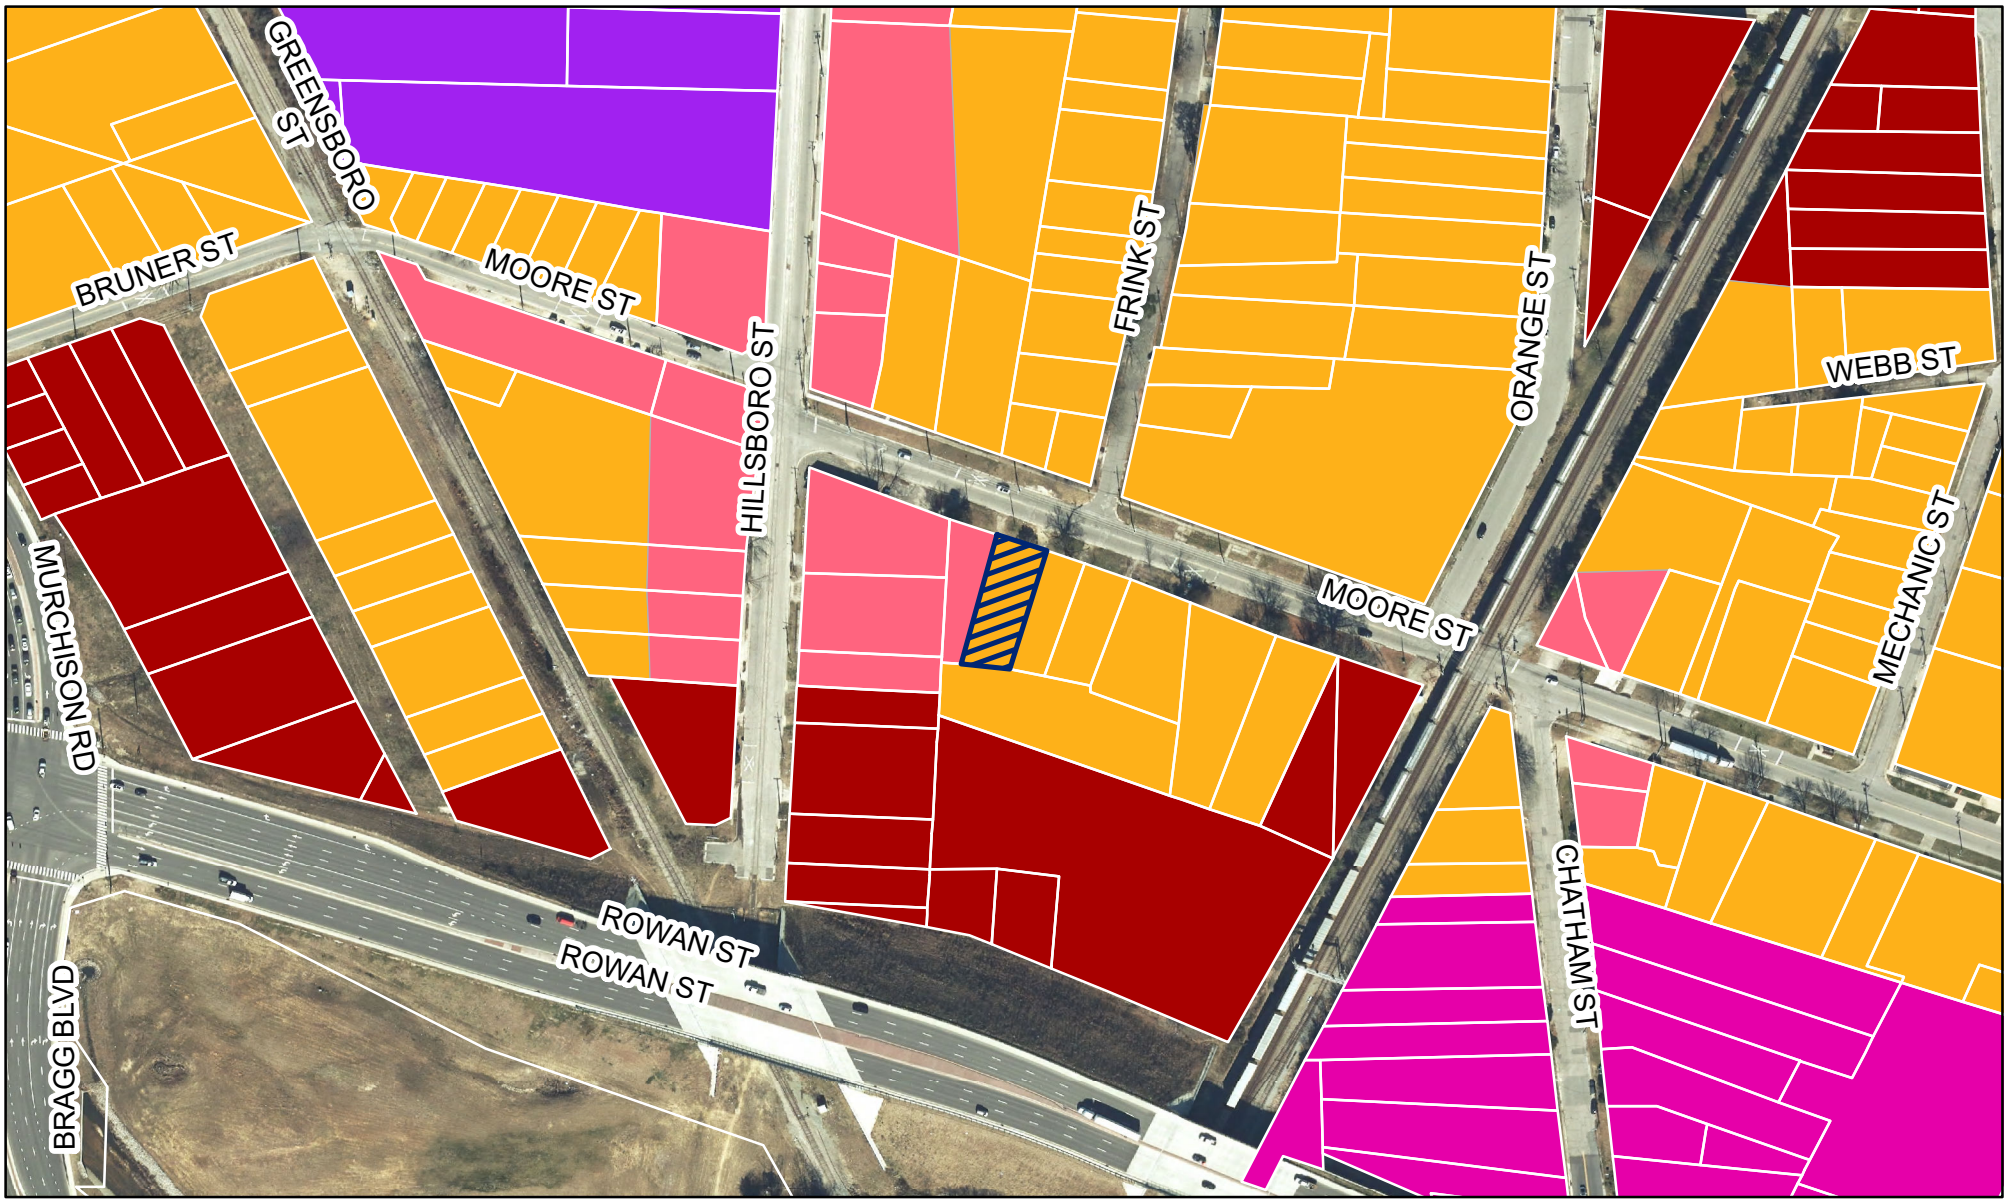 GREENSBORO
ST
BRUNER ST
MOORE ST
HILLSBORO ST
FRINK ST
ORANGE ST
WEBB ST
MECHANIC ST
MOORE ST
MURCHISON RD
ROWAN ST
ROWAN ST
CHATHAM ST
BRAGG BLVD